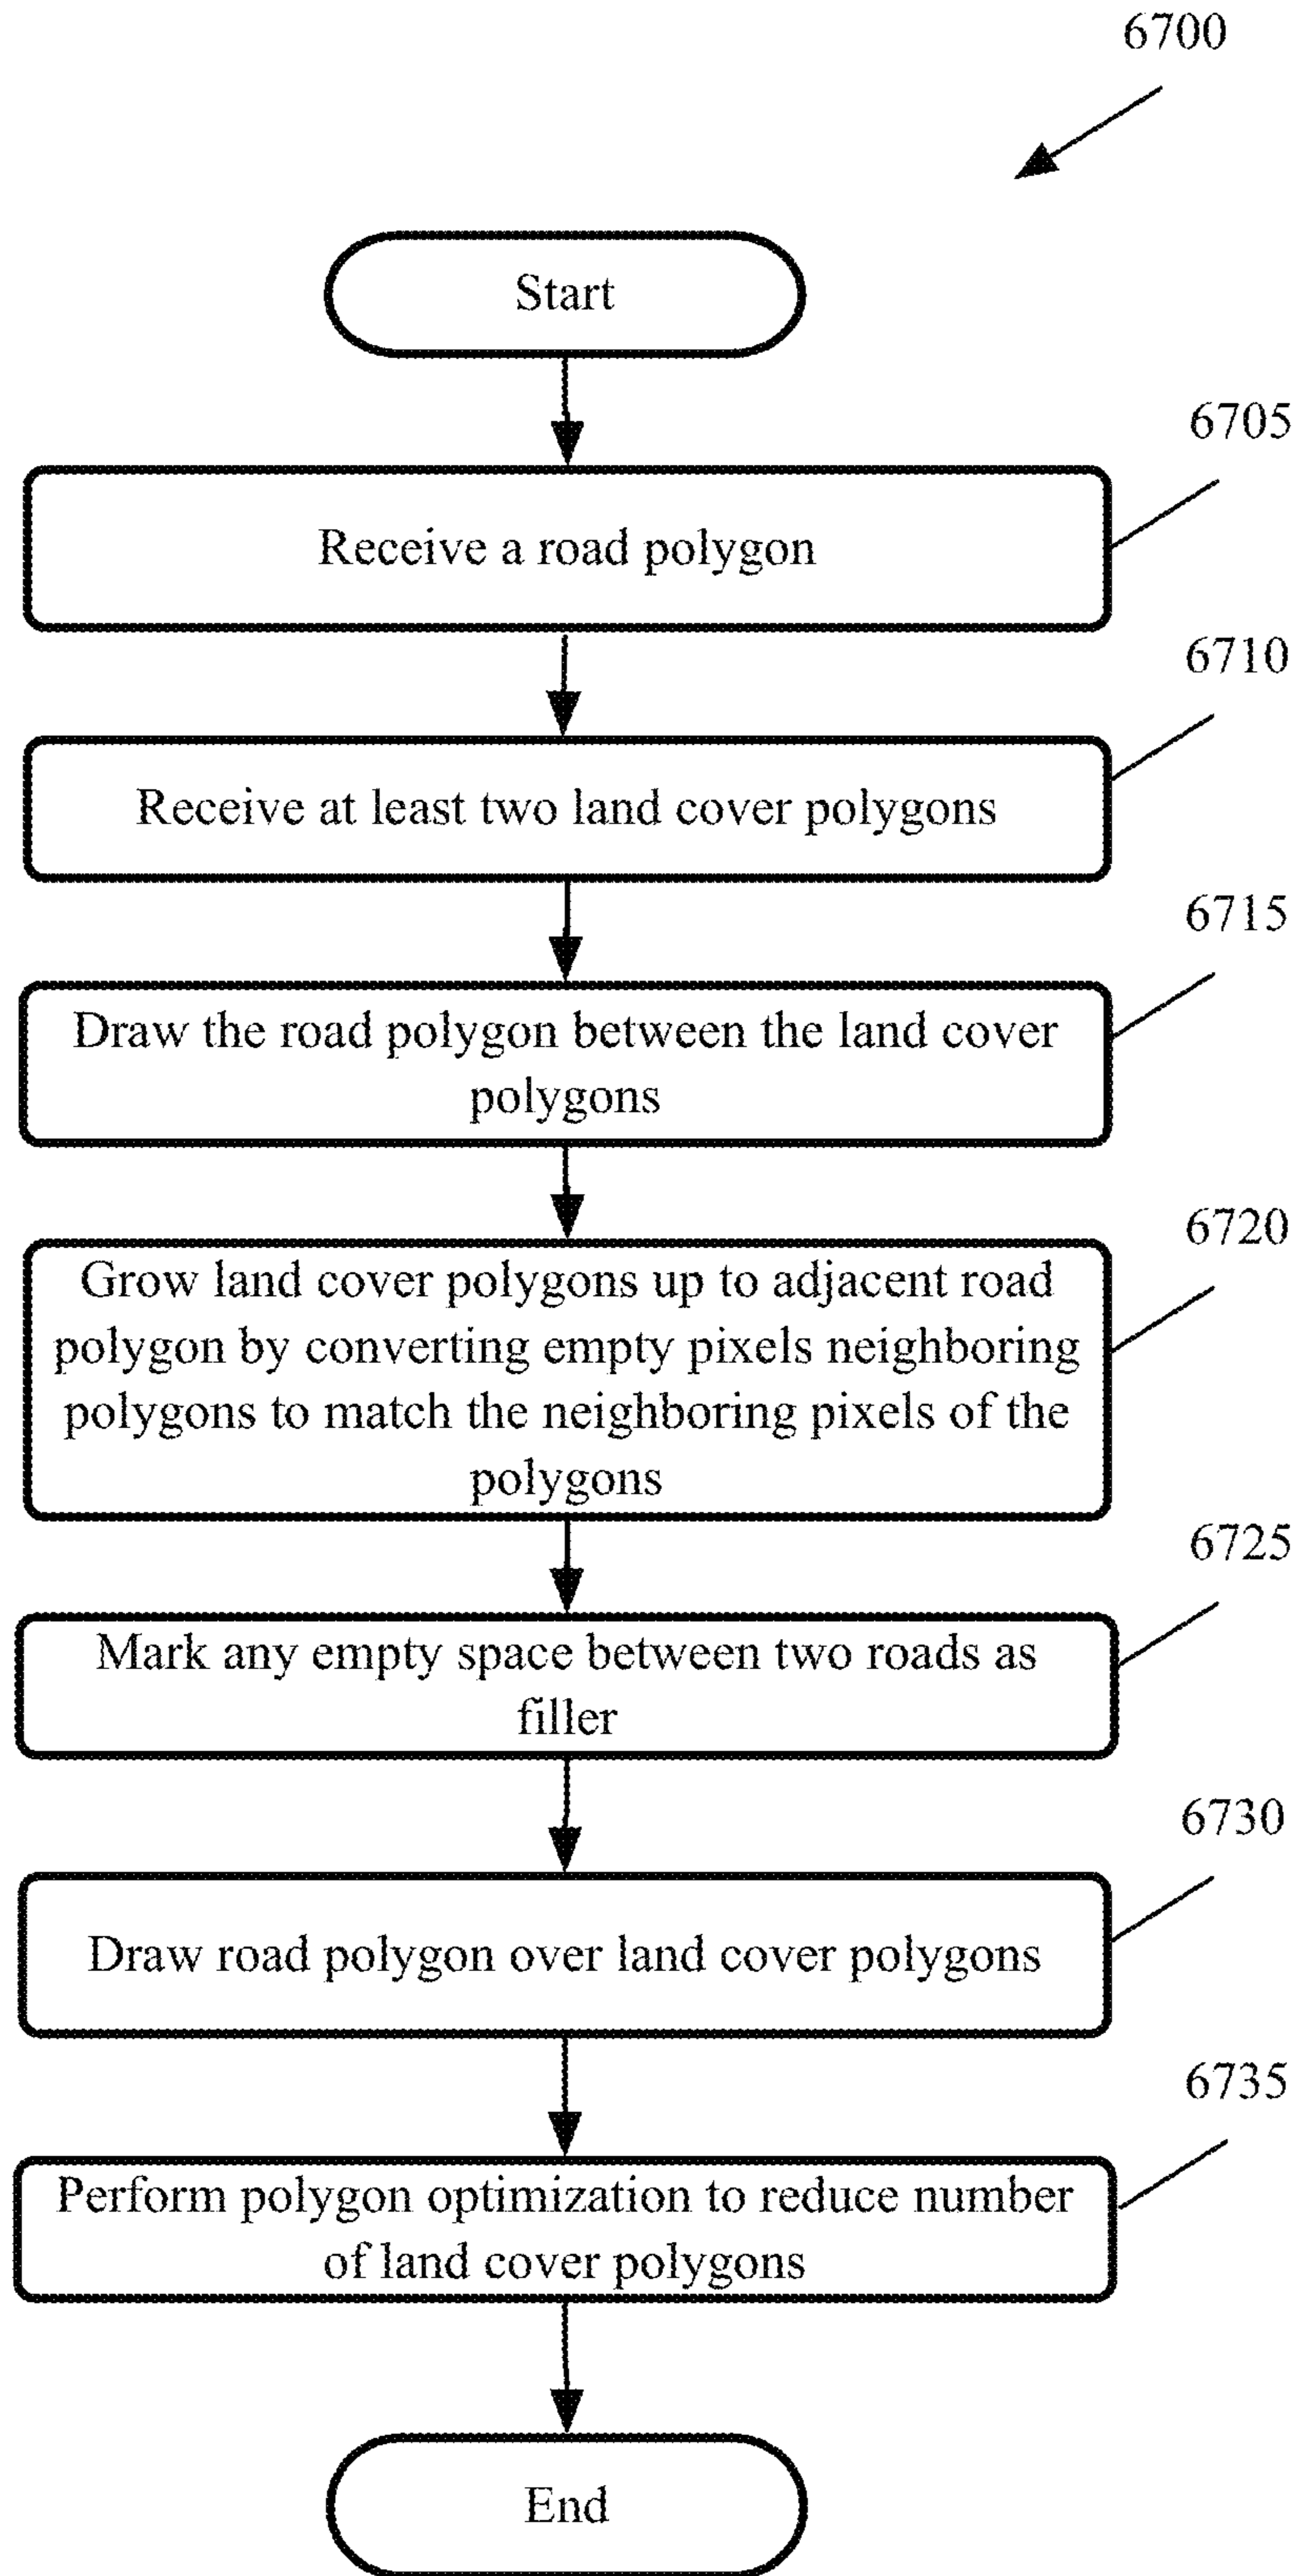 6700
Start
6705
Receive a road polygon
6710
Receive at least two land cover polygons
6715
Draw the road polygon between the land cover
polygons
6720
Grow land cover polygons up to adjacent road
polygon by converting empty pixels neighboring
polygons to match the neighboring pixels of the
polygons
6725
Mark any empty space between two roads as
filler
6730
Draw road polygon over land cover polygons
6735
Perform polygon optimization to reduce number
of land cover polygons
End